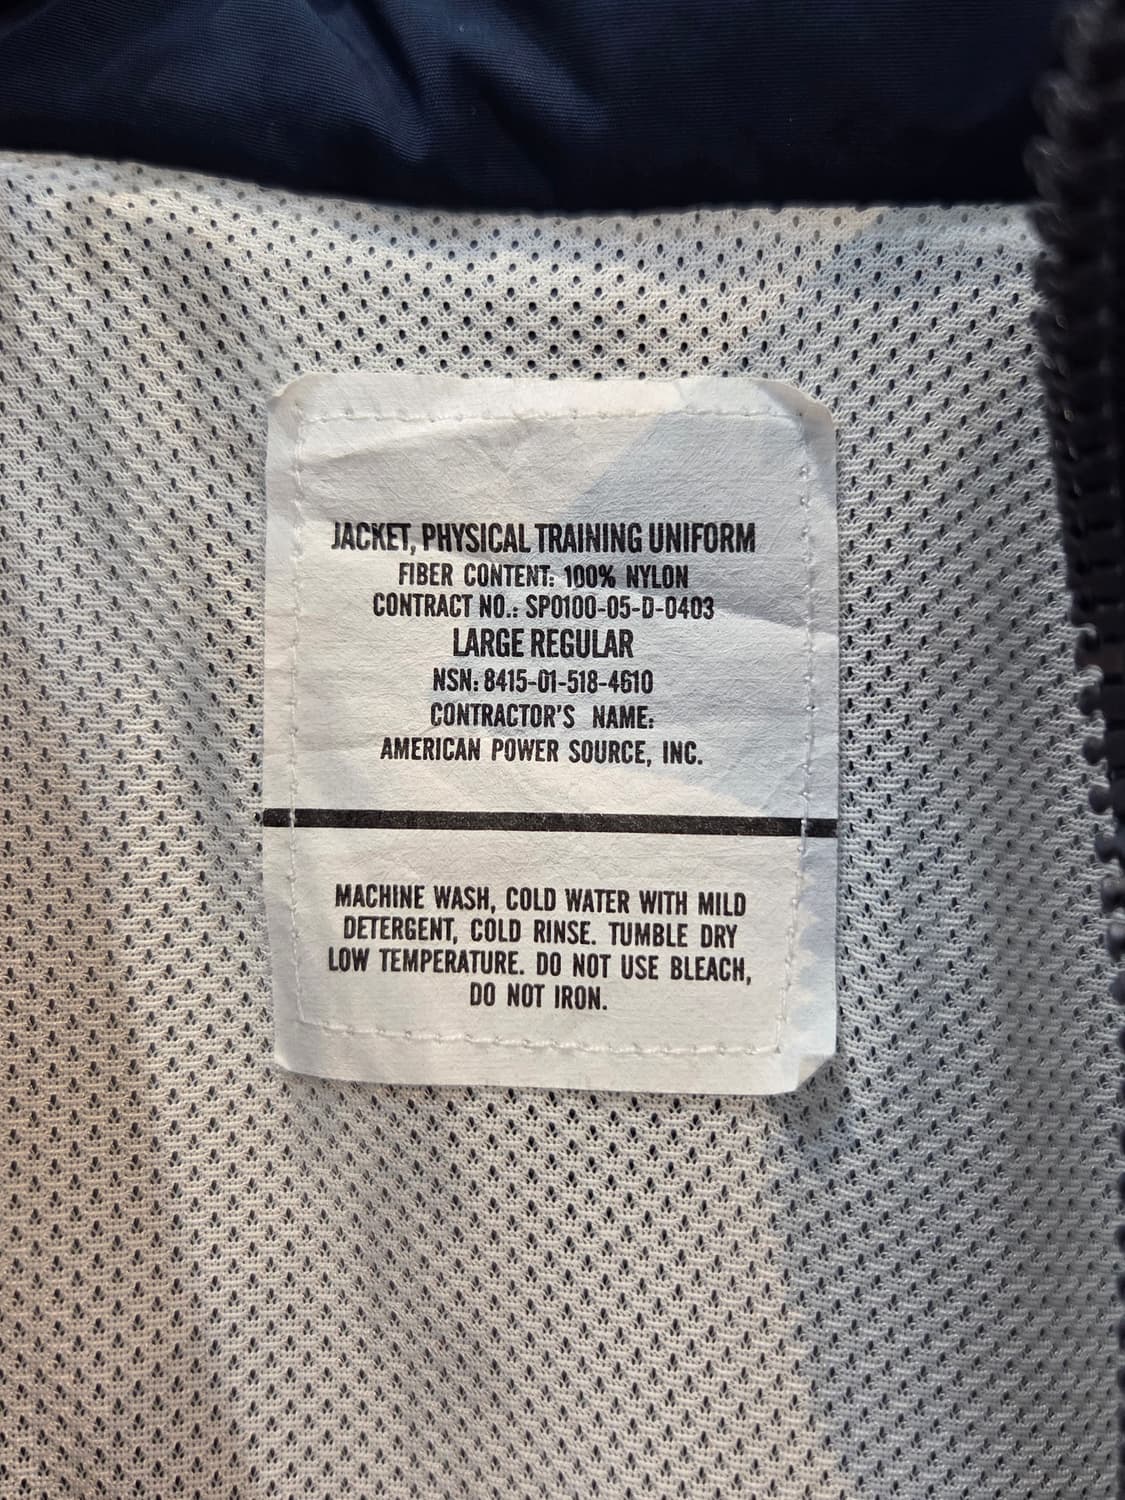 JACKET, PHYSICAL TRAINING UNIFORM
FIBER CONTENT: 100% NYLON
CONTRACT NO.: SP0100-05-D-0403
LARGE REGULAR
NSN: 8415-01-518-4610
CONTRACTOR'S NAME:
AMERICAN POWER SOURCE, INC.
MACHINE WASH, COLD WATER WITH MILD
DETERGENT, COLD RINSE. TUMBLE DRY
LOW TEMPERATURE. DO NOT USE BLEACH,
DO NOT IRON.